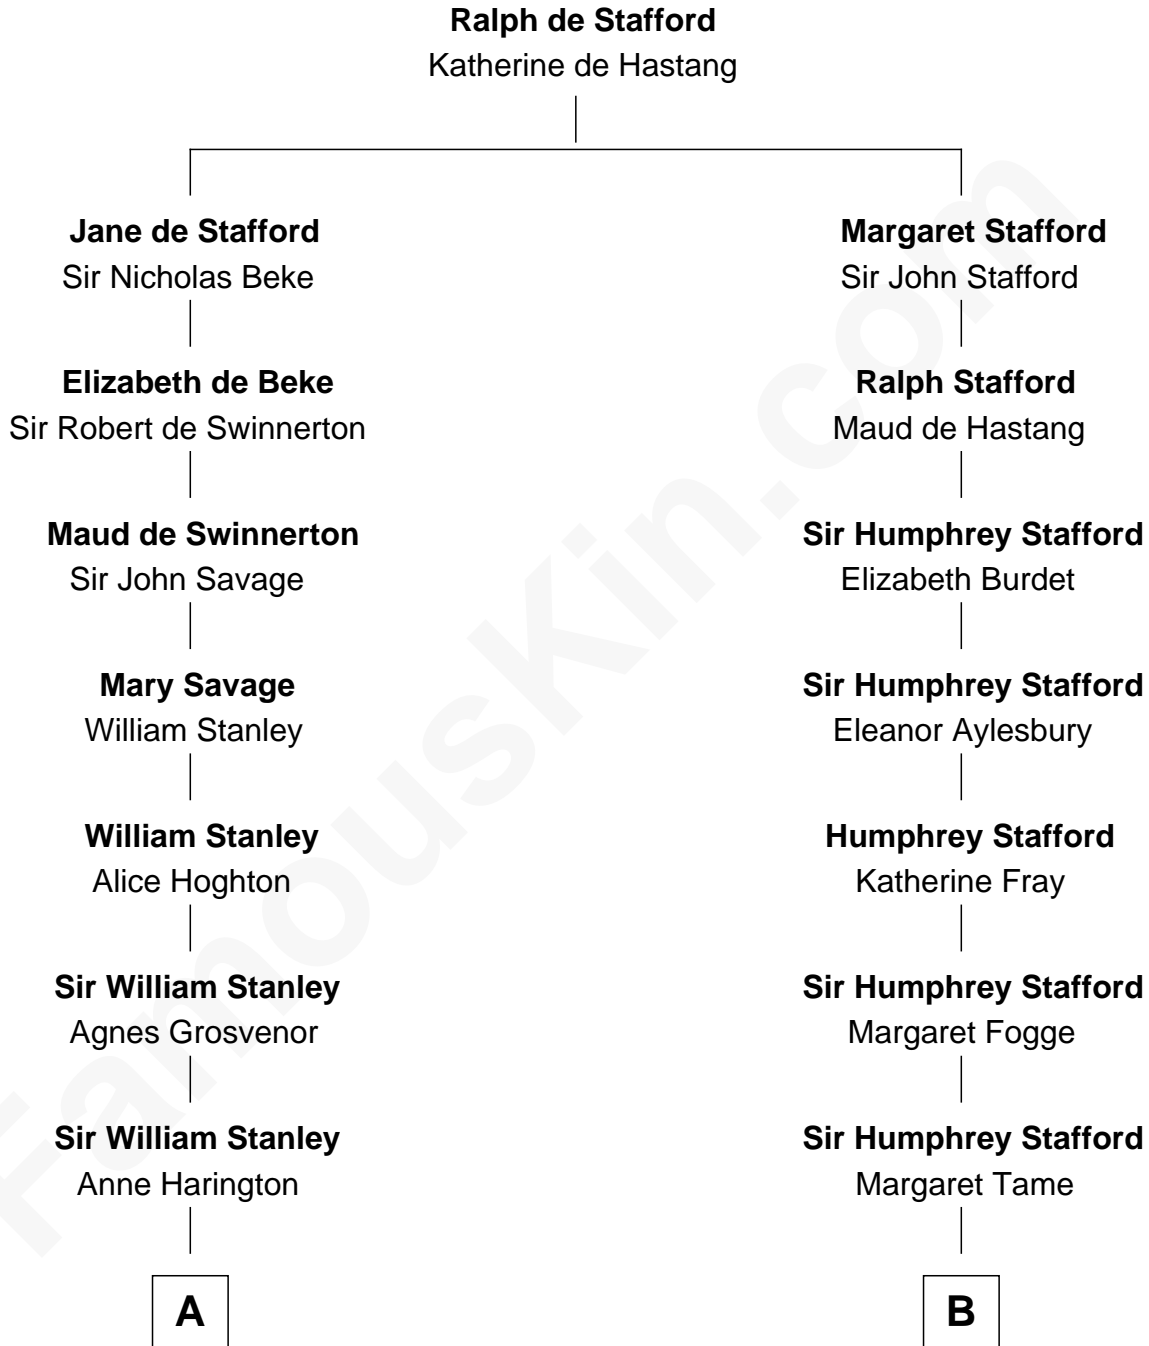 Ralph de Stafford
Katherine de Hastang
Jane de Stafford
Sir Nicholas Beke
Margaret Stafford
Sir John Stafford
Elizabeth de Beke
Sir Robert de Swinnerton
Ralph Stafford
Maud de Hastang
Maud de Swinnerton
Sir John Savage
Sir Humphrey Stafford
Elizabeth Burdet
Mary Savage
William Stanley
Sir Humphrey Stafford
Eleanor Aylesbury
William Stanley
Alice Hoghton
Humphrey Stafford
Katherine Fray
Sir William Stanley
Agnes Grosvenor
Sir Humphrey Stafford
Margaret Fogge
Sir William Stanley
Anne Harington
Sir Humphrey Stafford
Margaret Tame
A
B
FamousKin.com